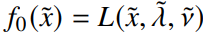 f₀(x̃) = L(x̃, λ̃, ν̃)